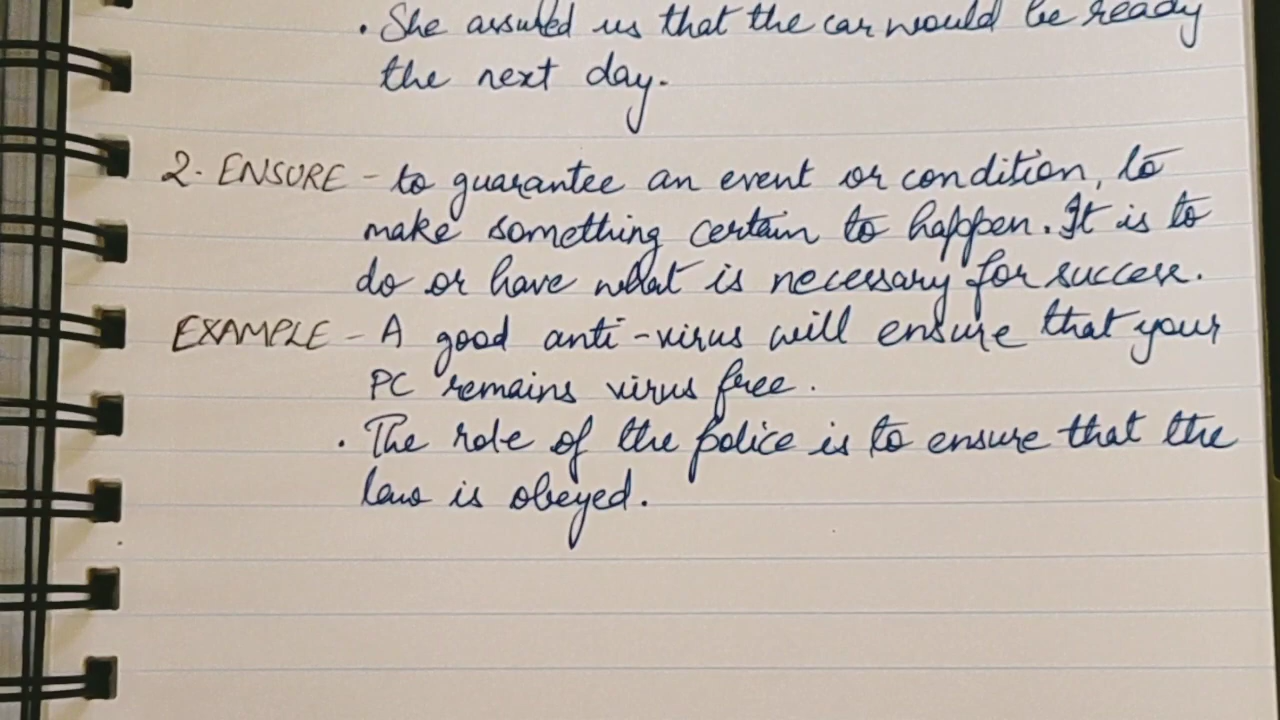 • She assured us that the car would be ready
the next day.
2. ENSURE - to guarantee an event or condition, to
make something certain to happen. It is to
do or have what is necessary for success.
EXAMPLE - A good anti-virus will ensure that your
PC remains virus free.
• The role of the police is to ensure that the
law is obeyed.